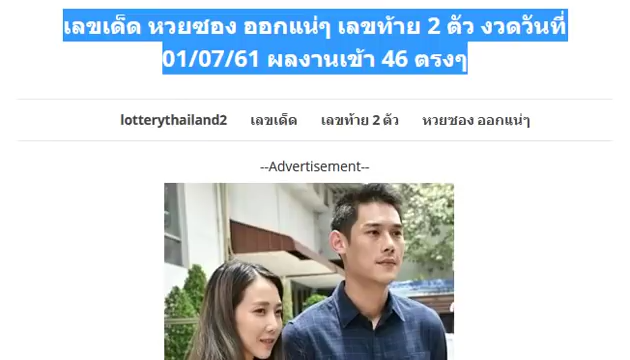 เลขเด็ด หวยซอง ออกแน่ๆ เลขท้าย 2 ตัว งวดวันที่
01/07/61 ผลงานเข้า 46 ตรงๆ
lotterythailand2 เลขเด็ด เลขท้าย 2 ตัว หวยซอง ออกแน่ๆ
--Advertisement--